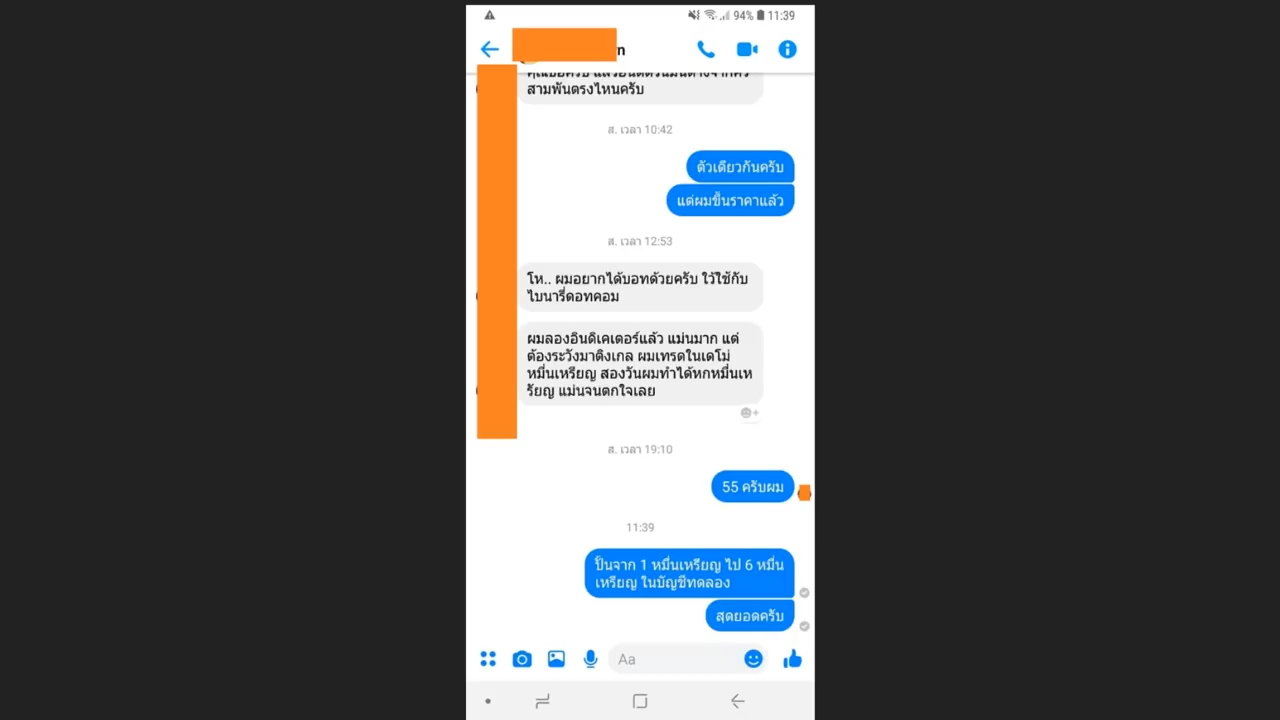 94% 11:39
n
สามพันตรงไหนครับ
ส. เวลา 10:42
ตัวเดียวกันครับ
แต่ผมขึ้นราคาแล้ว
ส. เวลา 12:53
โห.. ผมอยากได้บอทด้วยครับ ใว้ใช้กับ
ไบนารี่ดอทคอม
ผมลองอินดิเคเตอร์แล้ว แม่นมาก แต่
ต้องระวังมาติงเกล ผมเทรดในเดโม่
หมื่นเหรียญ สองวันผมทำได้หกหมื่นเห
รัยญ แม่นจนตกใจเลย
ส. เวลา 19:10
55 ครับผม
11:39
ปั้นจาก 1 หมื่นเหรียญ ไป 6 หมื่น
เหรียญ ในบัญชีทดลอง
สุดยอดครับ
Aa